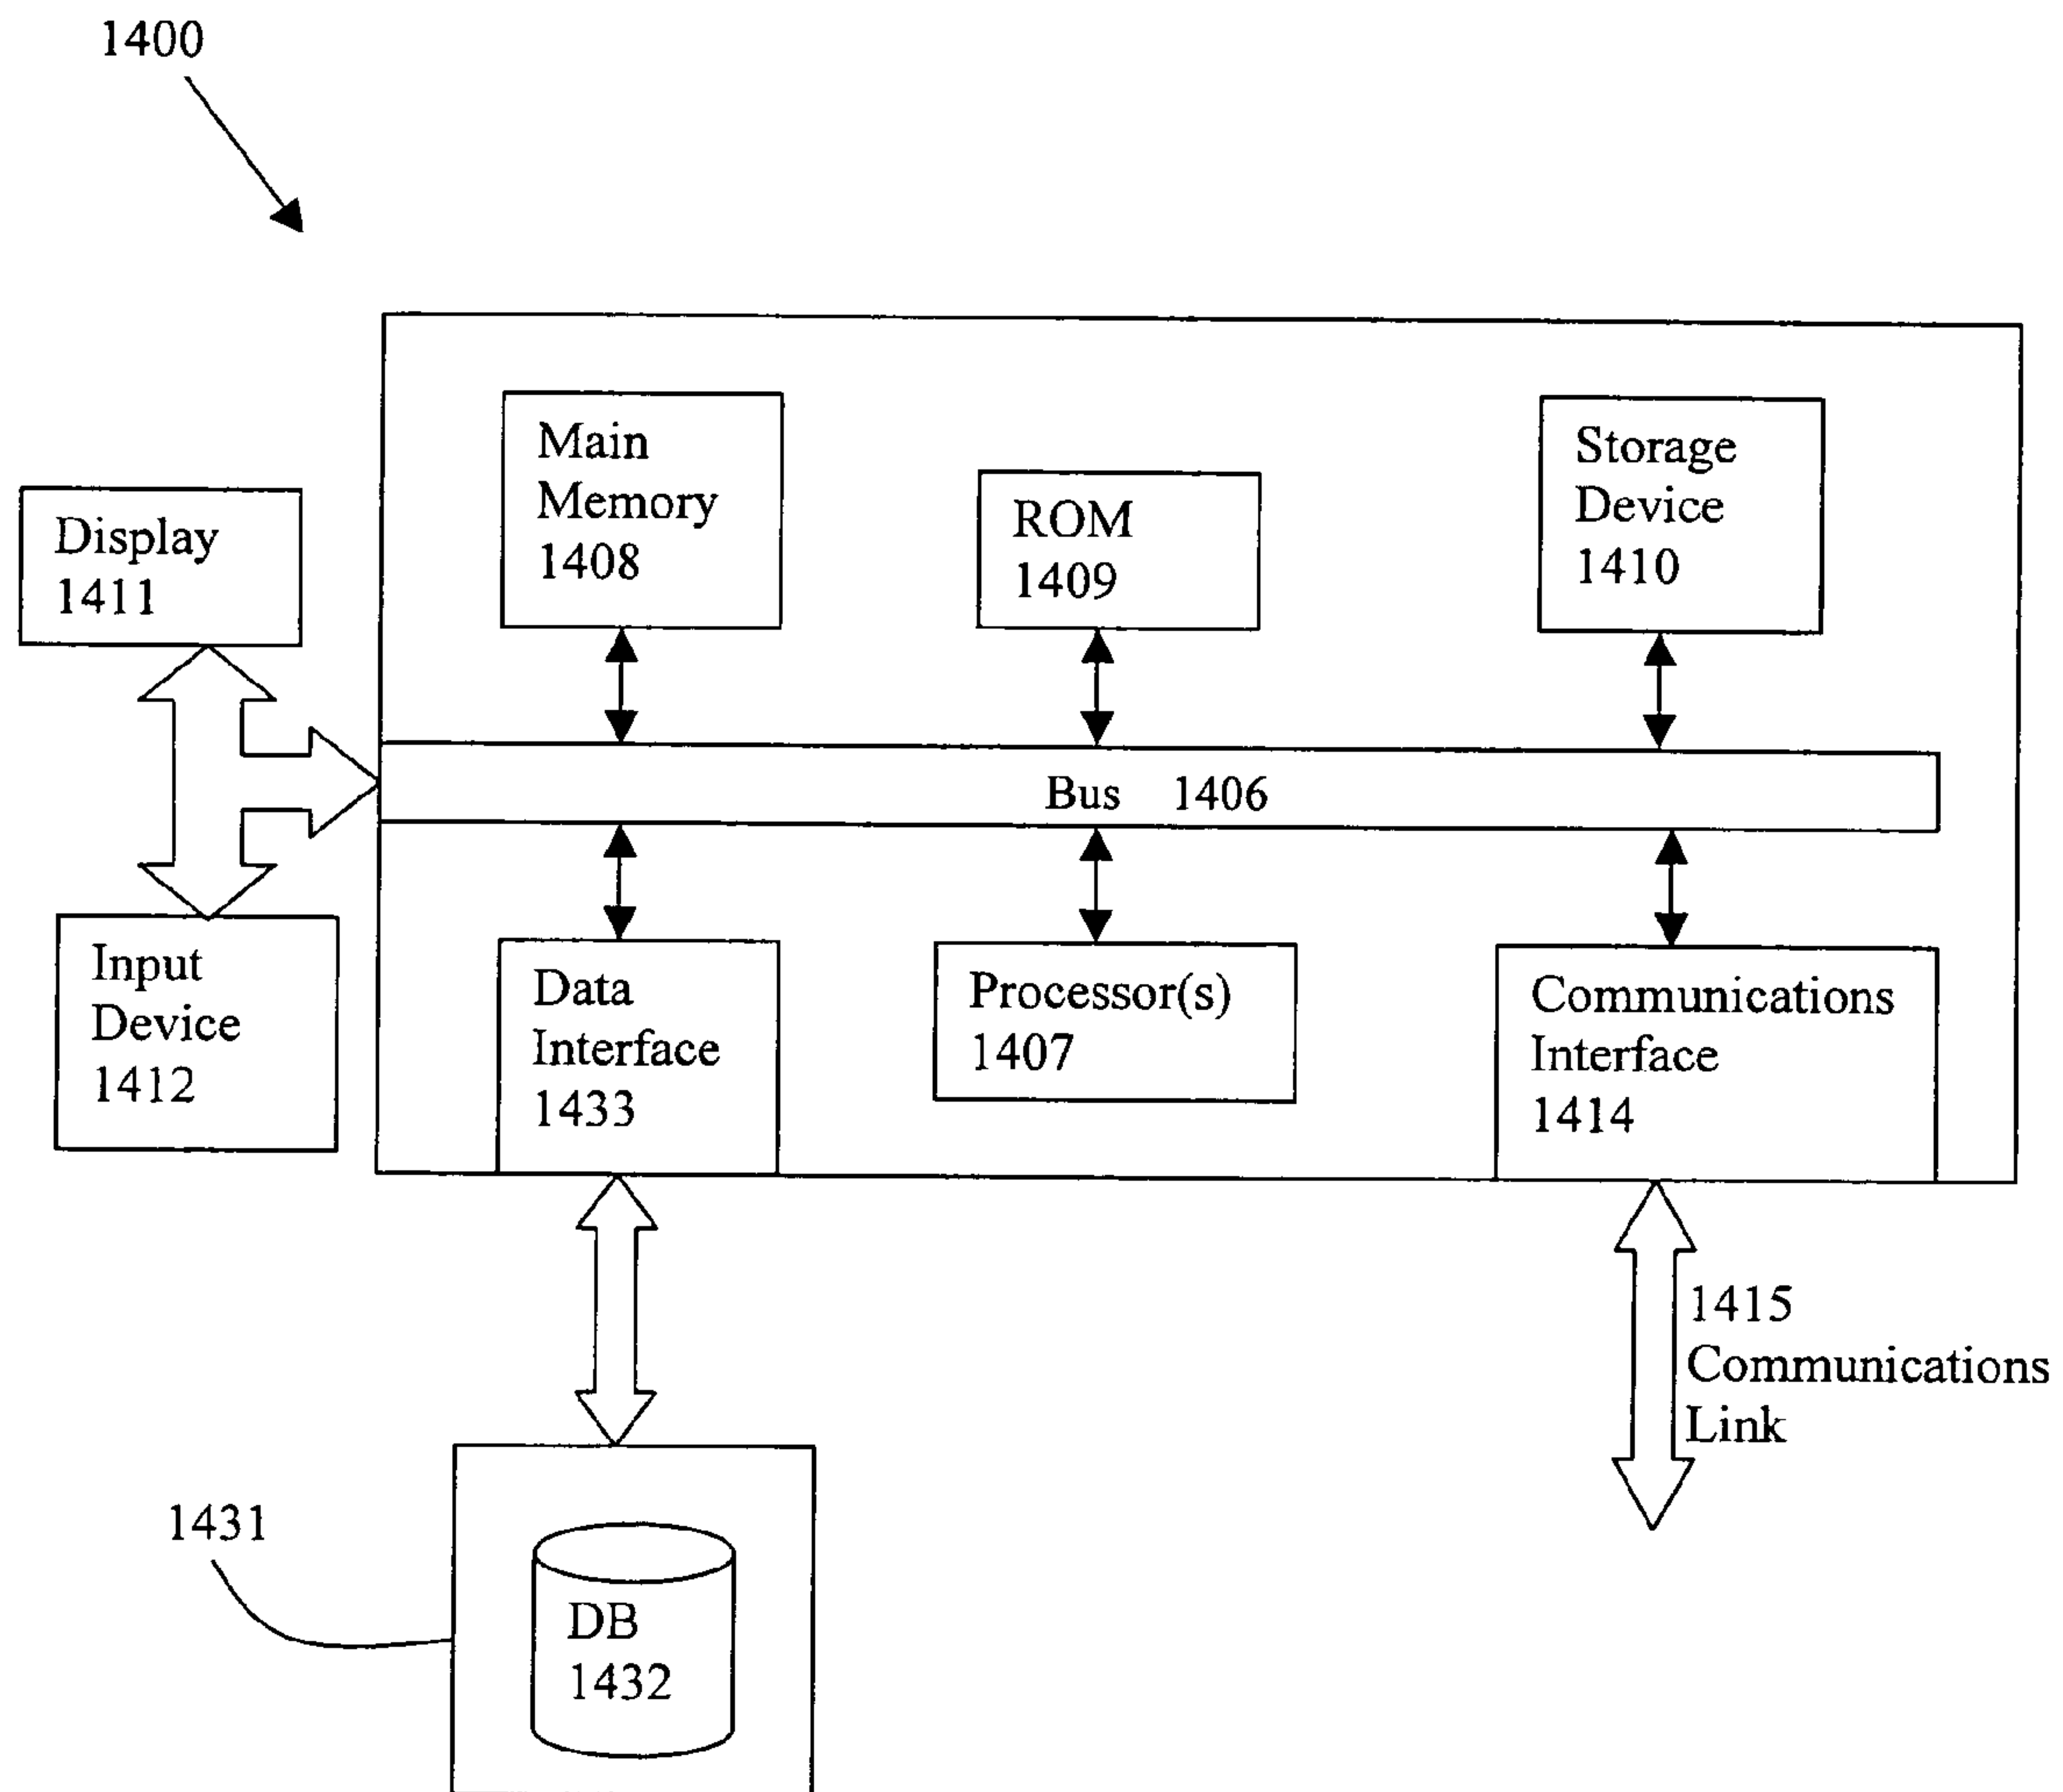 1400
Main
Memory
1408
ROM
1409
Storage
Device
1410
Display
1411
Bus 1406
Input
Device
1412
Data
Interface
1433
Processor(s)
1407
Communications
Interface
1414
1415
Communications
Link
1431
DB
1432